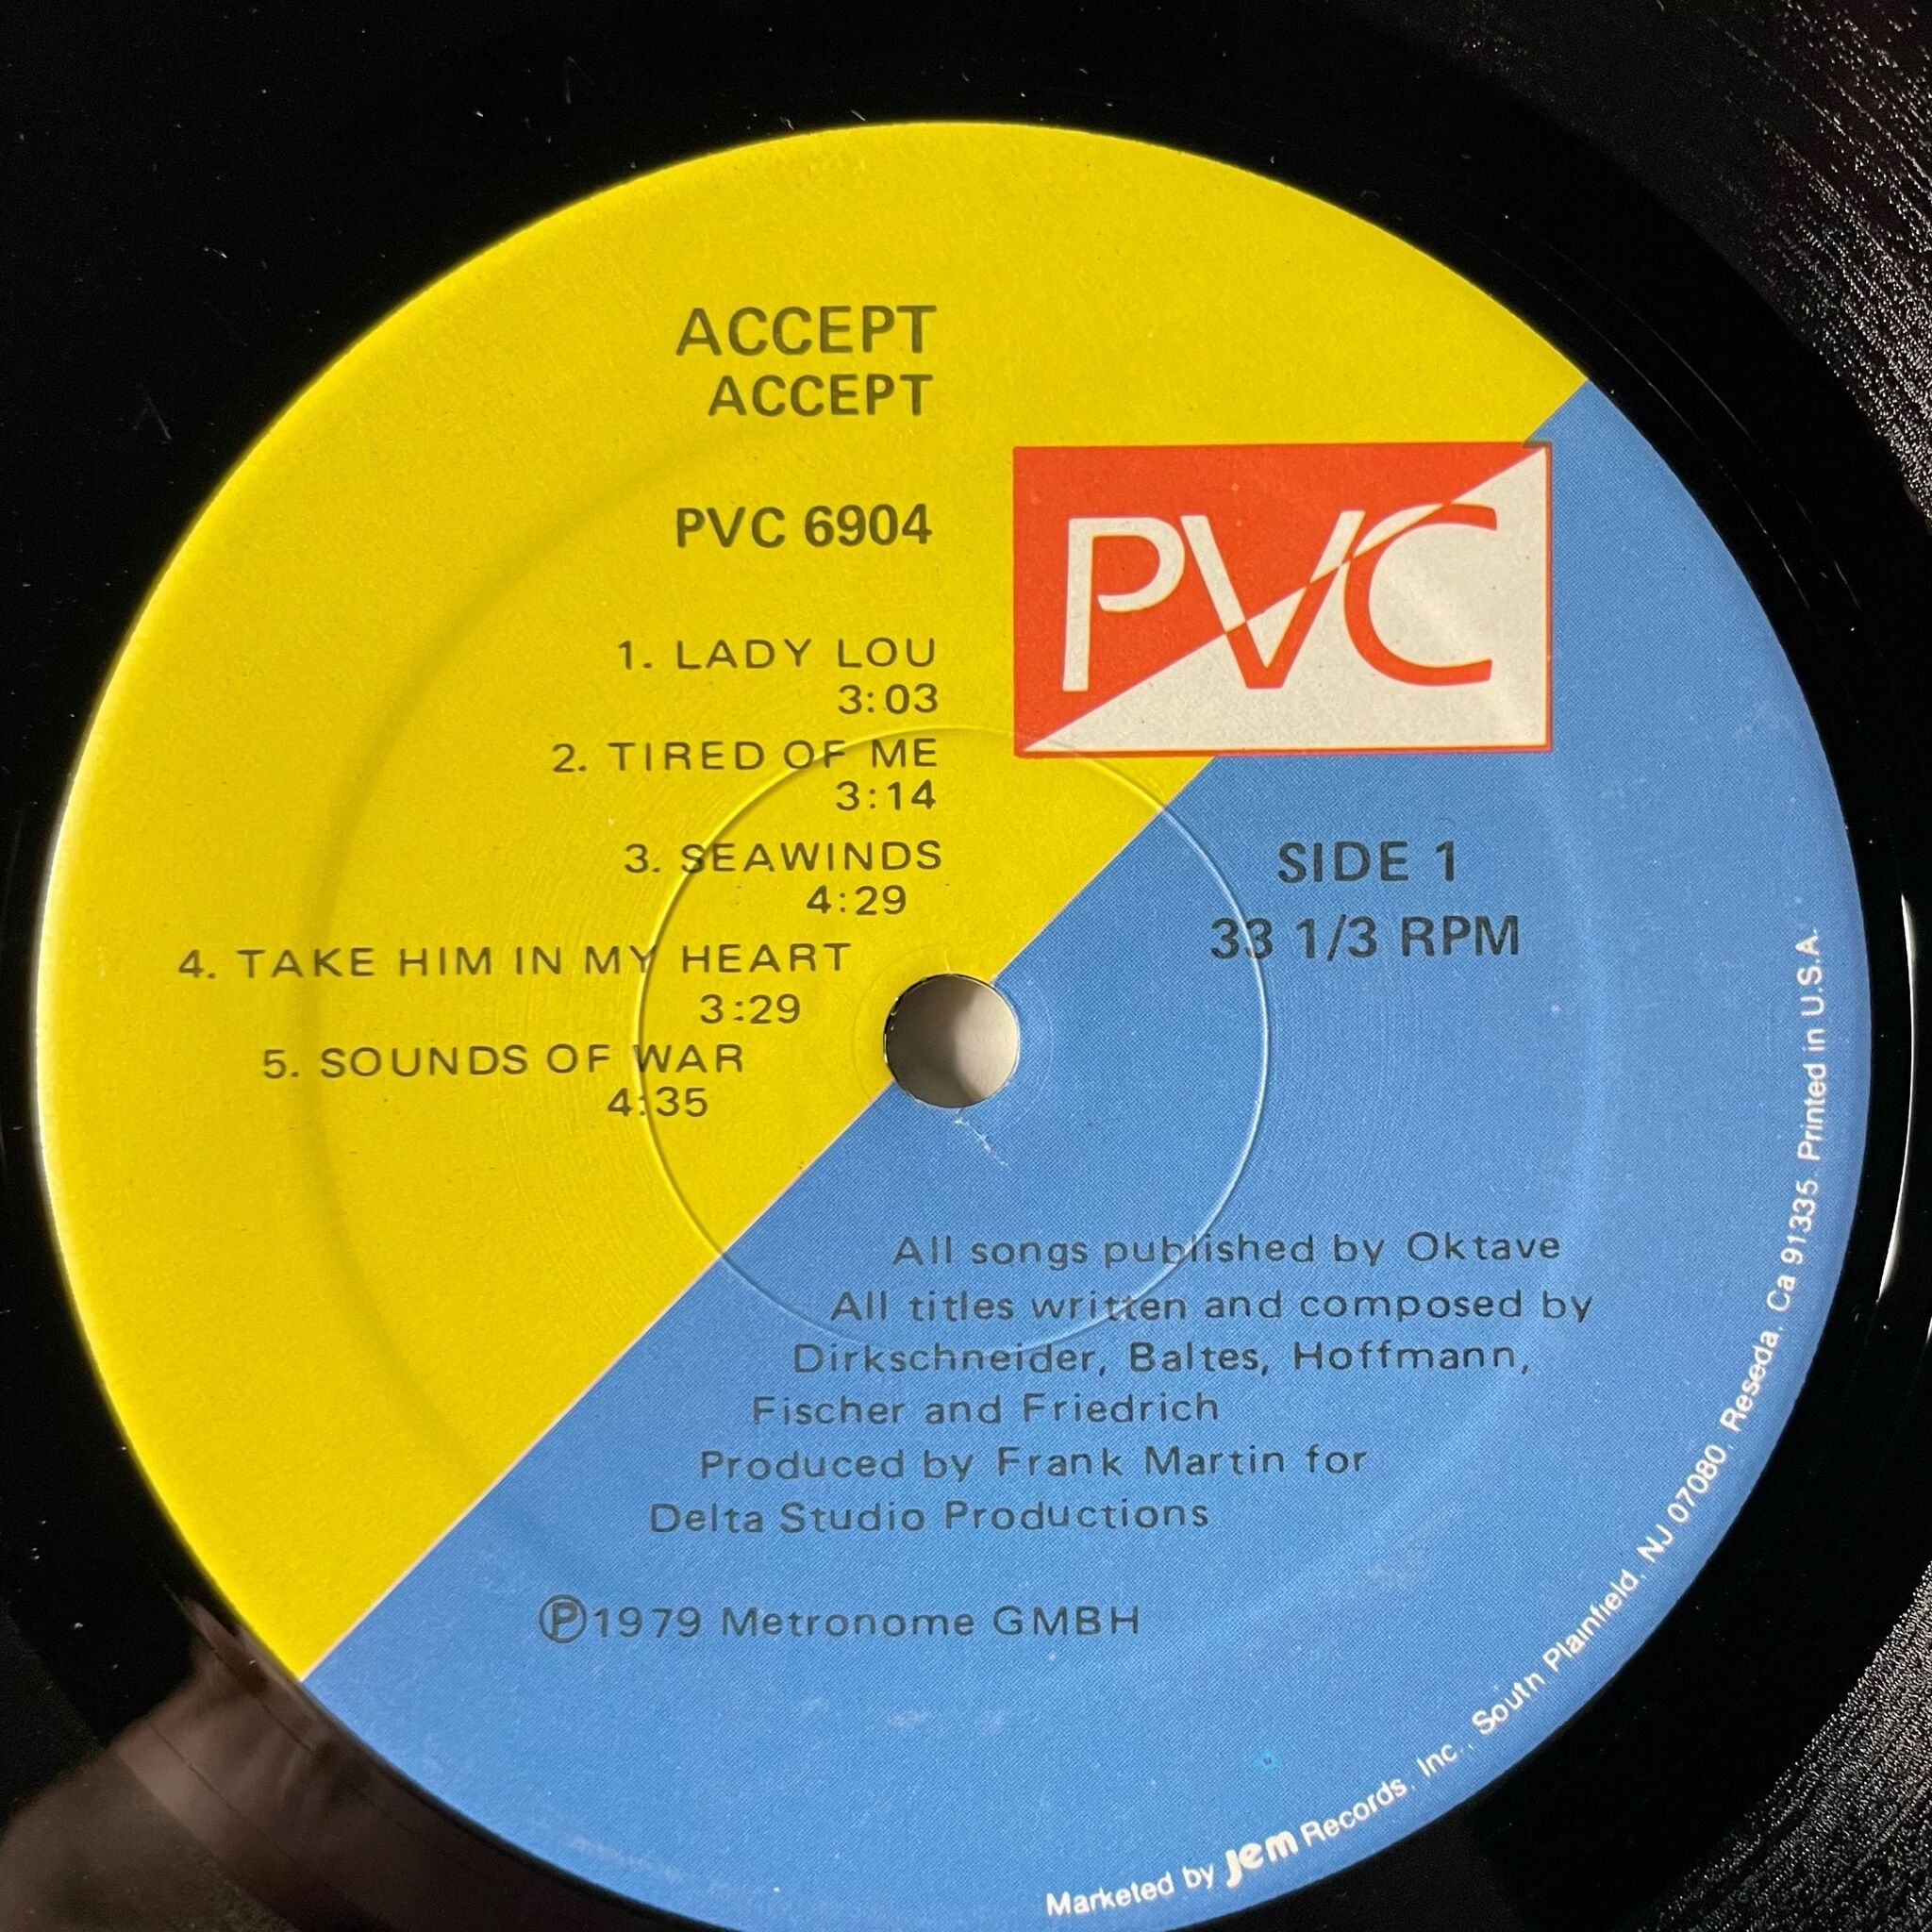 ACCEPT
ACCEPT
PVC 6904
PVC
1. LADY LOU
3:03
2. TIRED OF ME
3:14
3. SEAWINDS
4:29
4. TAKE HIM IN MY HEART
3:29
5. SOUNDS OF WAR
4:35
SIDE 1
33 1/3 RPM
All songs published by Oktave
All titles written and composed by
Dirkschneider, Baltes, Hoffmann,
Fischer and Friedrich
Produced by Frank Martin for
Delta Studio Productions
Ⓟ1979 Metronome GMBH
Marketed by Jem Records, Inc., South Plainfield, NJ 07080, Reseda, Ca 91335. Printed in U.S.A.